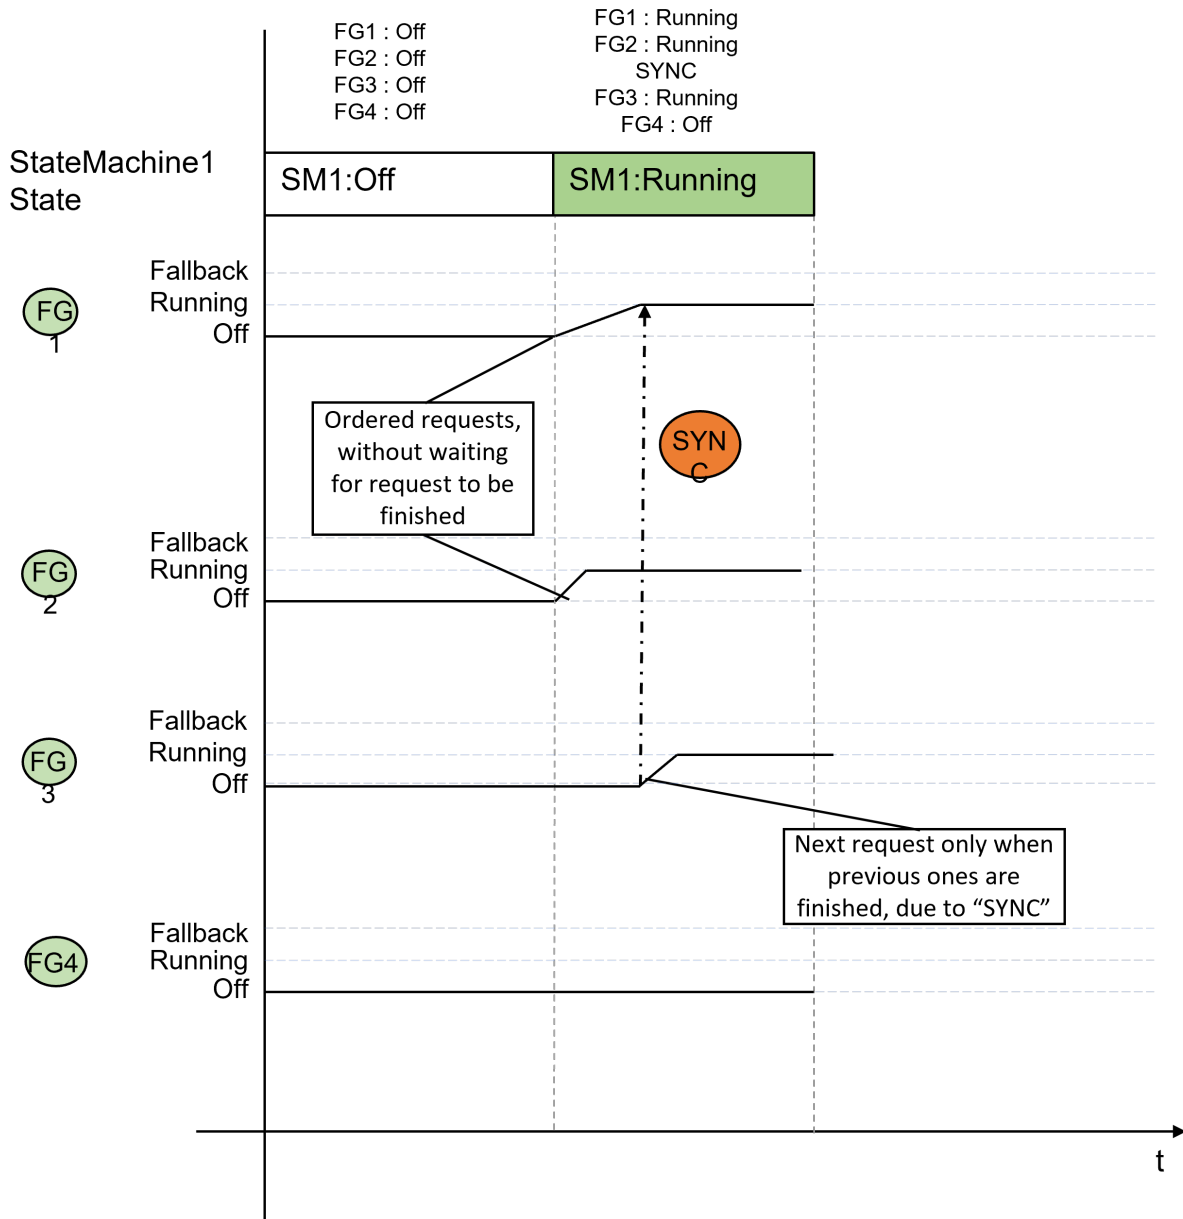 FG1 : Off
FG2 : Off
FG3 : Off
FG4 : Off
FG1 : Running
FG2 : Running
SYNC
FG3 : Running
FG4 : Off
StateMachine1
State
SM1:Off
SM1:Running
Fallback
Running
Off
FG
1
Ordered requests,
without waiting
for request to be
finished
SYN
C
Fallback
Running
Off
FG
2
Fallback
Running
Off
FG
3
Next request only when
previous ones are
finished, due to “SYNC”
Fallback
Running
Off
FG4
t